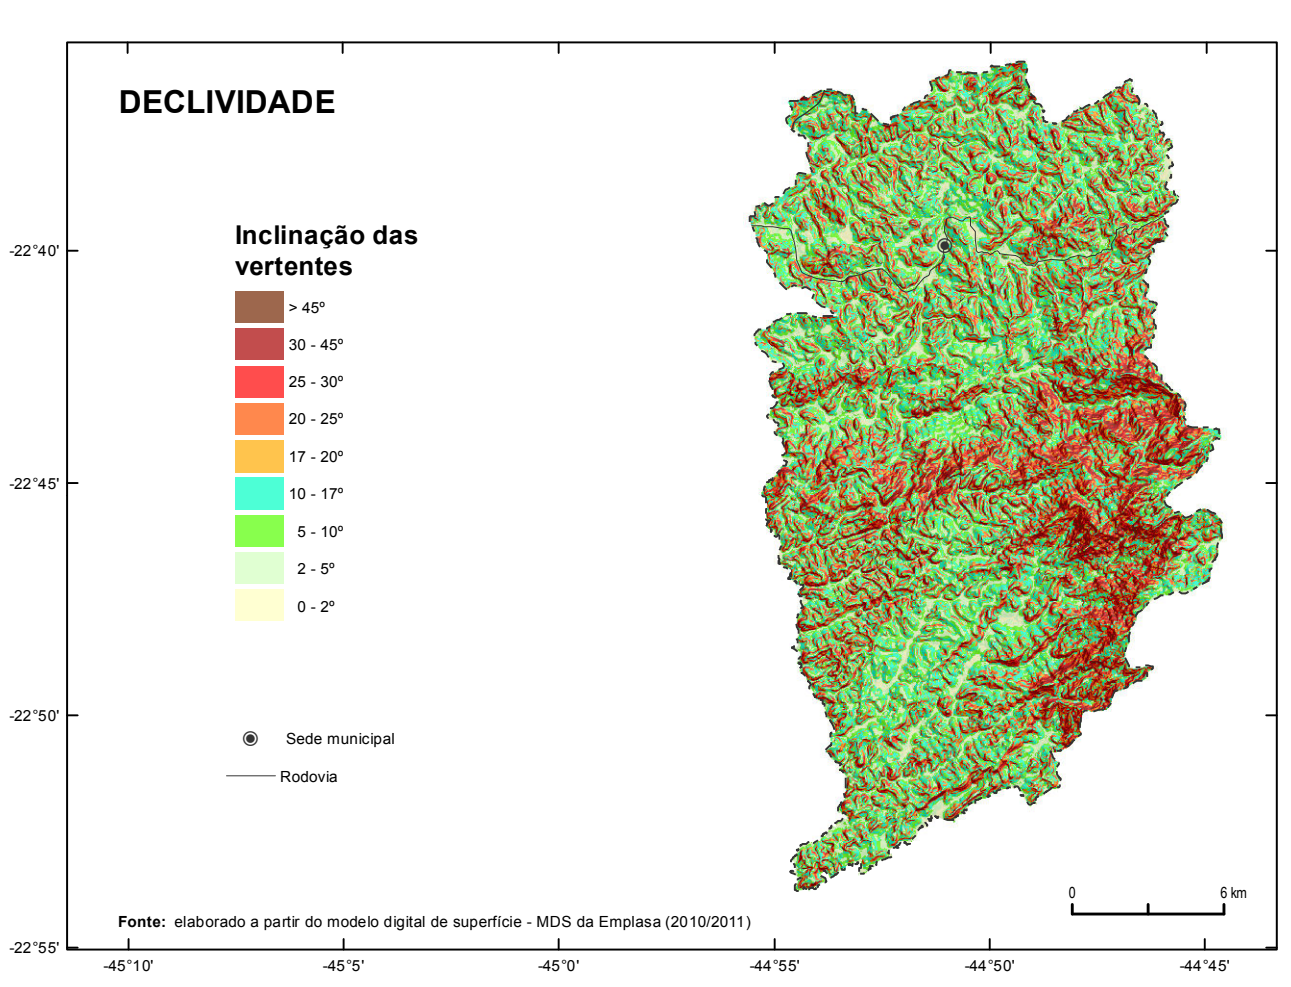 DECLIVIDADE
Inclinação das
vertentes
> 45º
30 - 45º
25 - 30º
20 - 25º
17 - 20º
10 - 17º
5 - 10º
2 - 5º
0 - 2º
Sede municipal
Rodovia
0 6 km
Fonte: elaborado a partir do modelo digital de superfície - MDS da Emplasa (2010/2011)
-22°40'
-22°45'
-22°50'
-22°55'
-45°10' -45°5' -45°0' -44°55' -44°50' -44°45'